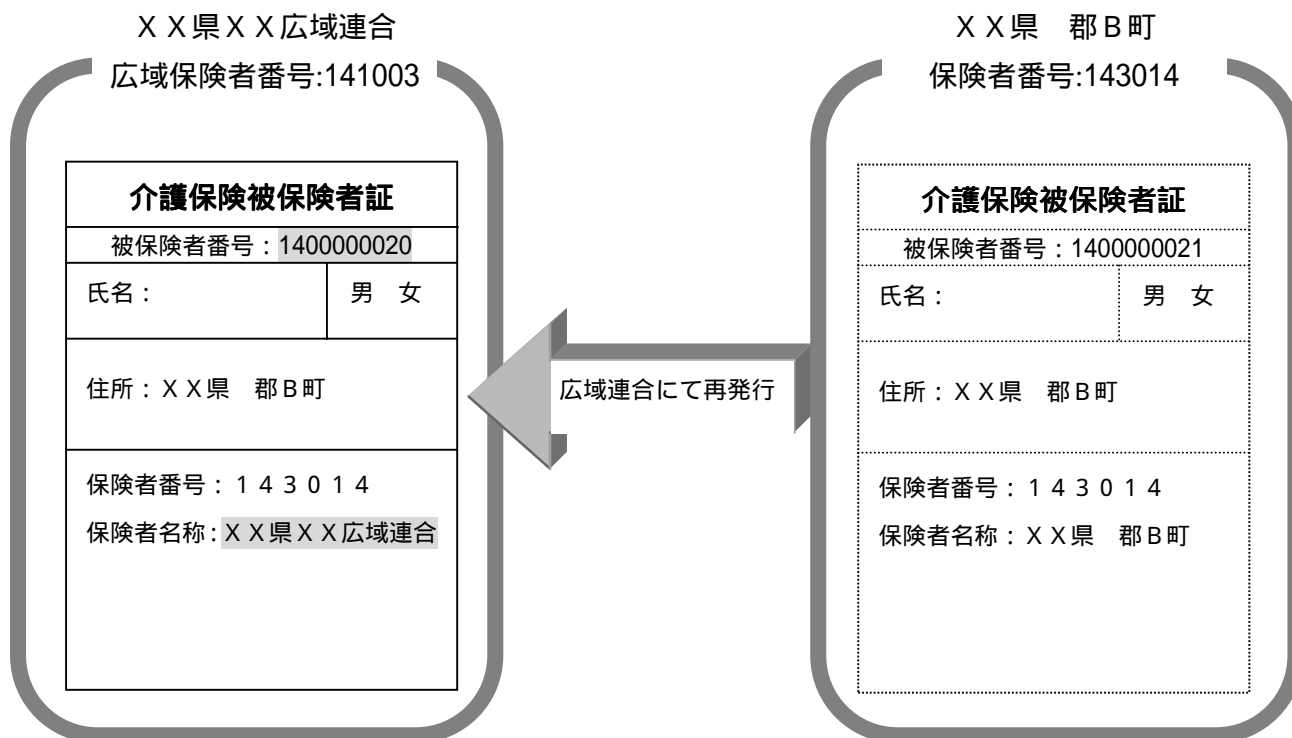 ＸＸ県ＸＸ広域連合
広域保険者番号:141003
介護保険被保険者証
被保険者番号：1400000020
氏名：
男　女
住所：ＸＸ県　郡Ｂ町
保険者番号：１４３０１４
保険者名称：ＸＸ県ＸＸ広域連合
広域連合にて再発行
ＸＸ県　郡Ｂ町
保険者番号:143014
介護保険被保険者証
被保険者番号：1400000021
氏名：
男　女
住所：ＸＸ県　郡Ｂ町
保険者番号：１４３０１４
保険者名称：ＸＸ県　郡Ｂ町